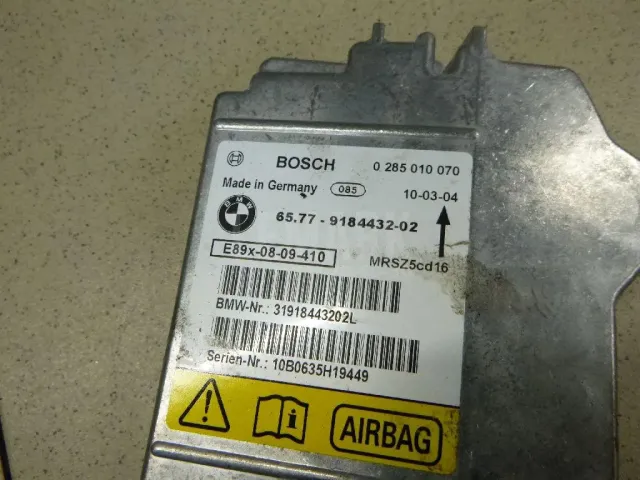 BOSCH 0 285 010 070
Made in Germany 085 10-03-04
BMW 65.77 - 9184432-02
E89x-08-09-410 MRSZ5cd16
BMW-Nr.: 31918443202L
Serien-Nr.: 10B0635H19449
AIRBAG